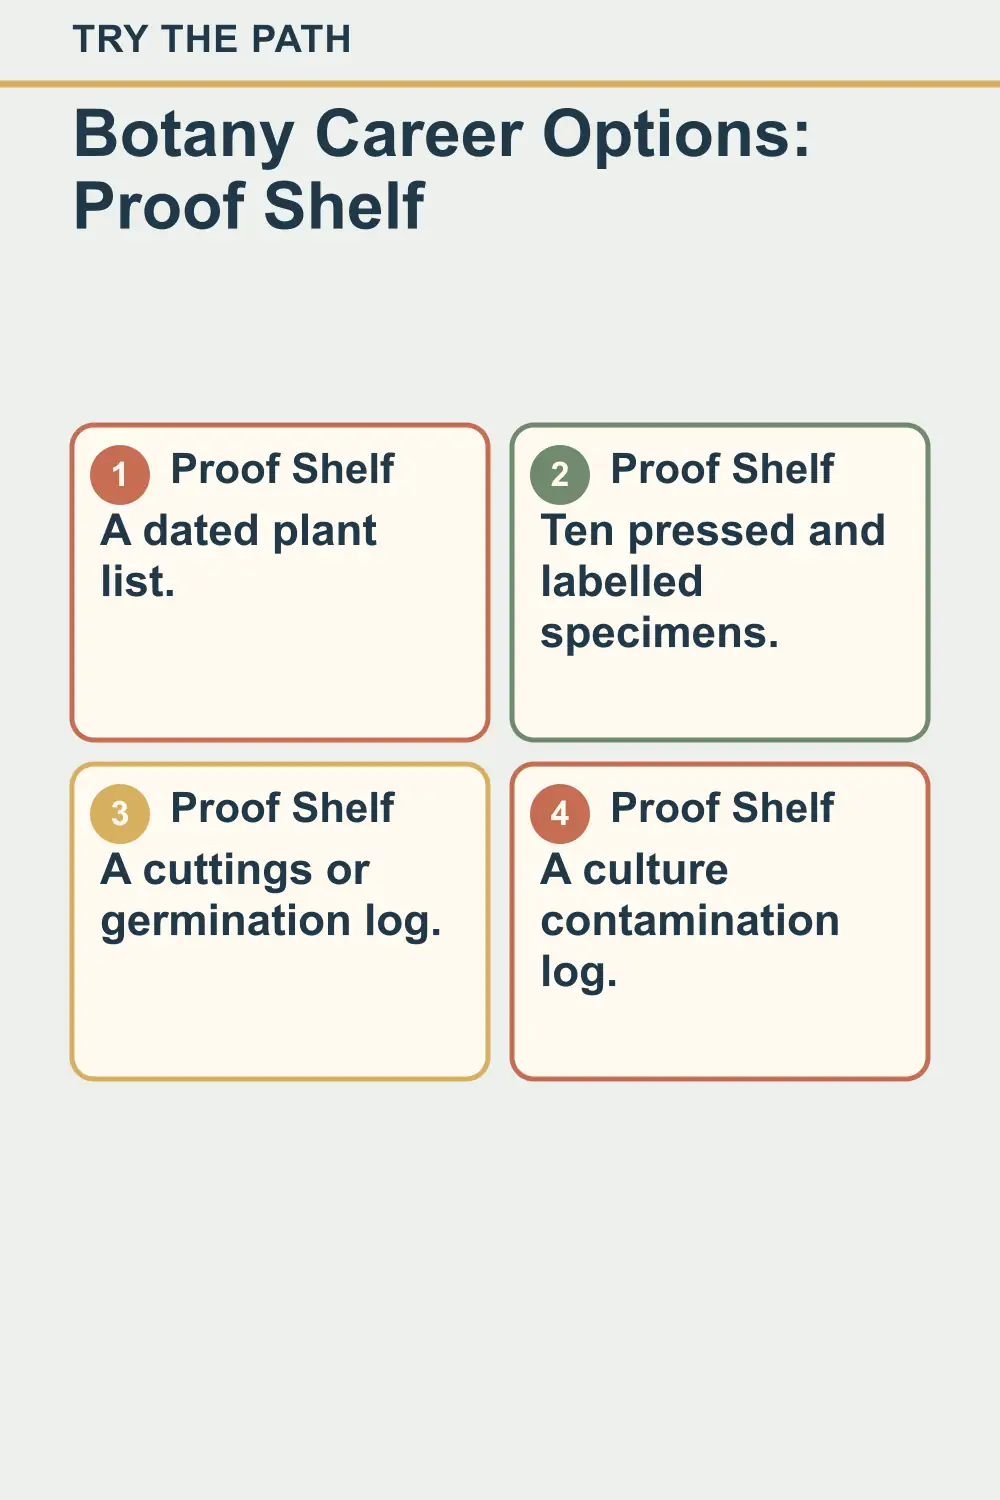 TRY THE PATH
Botany Career Options:
Proof Shelf
1 Proof Shelf
A dated plant
list.
2 Proof Shelf
Ten pressed and
labelled
specimens.
3 Proof Shelf
A cuttings or
germination log.
4 Proof Shelf
A culture
contamination
log.